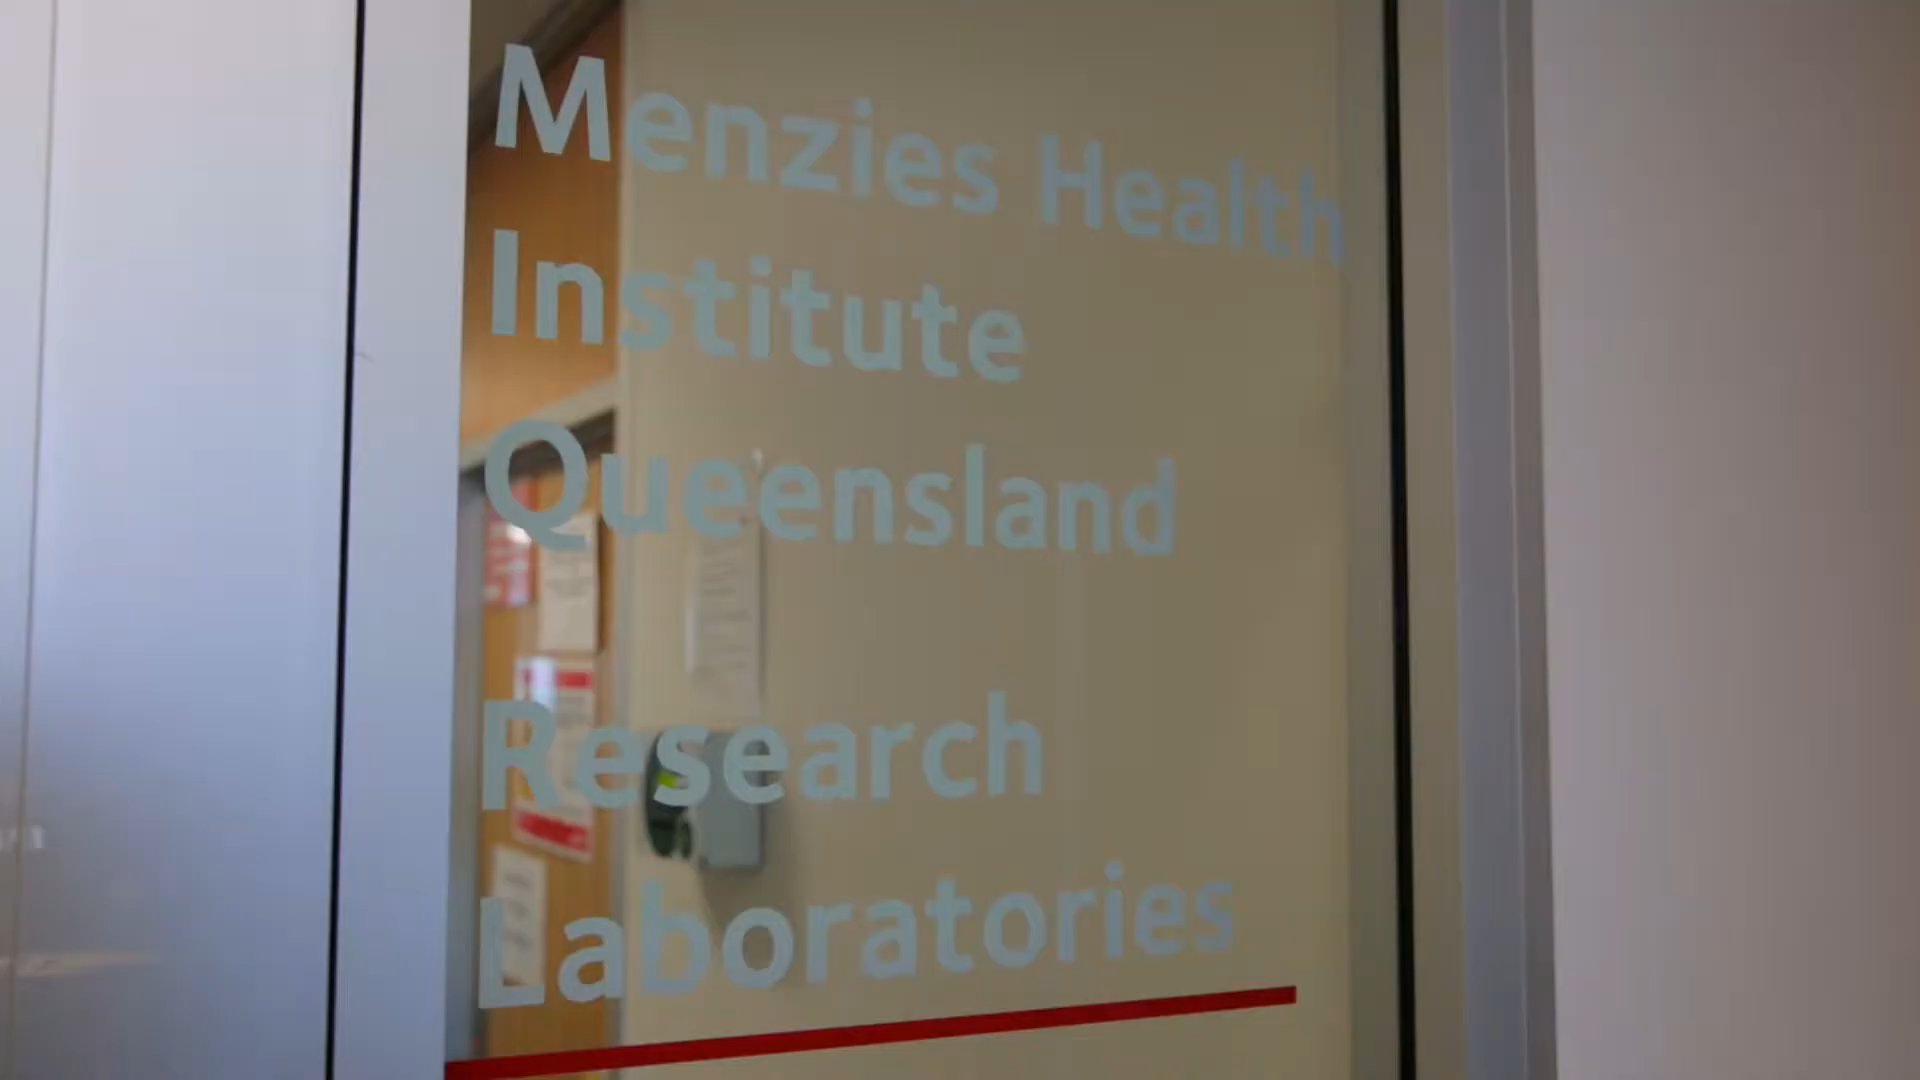 Menzies Health
Institute
Queensland
Research
Laboratories